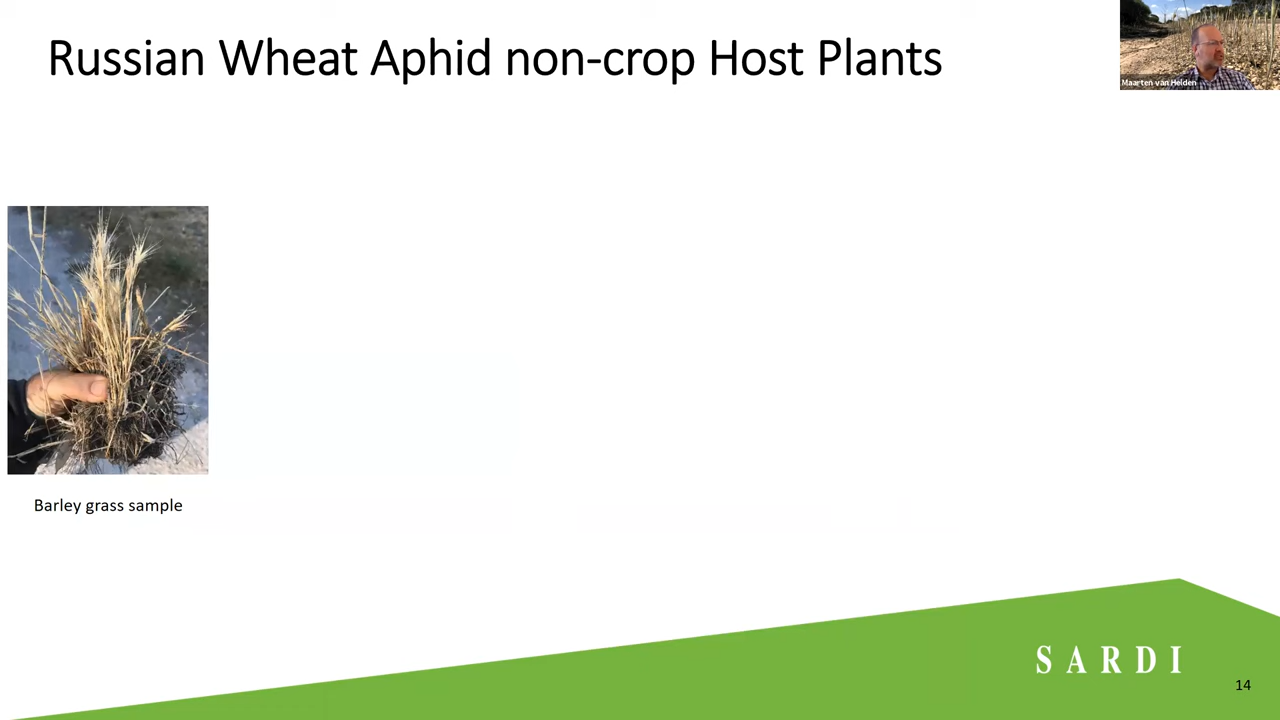 Russian Wheat Aphid non-crop Host Plants
Maarten van Helden
Barley grass sample
SARDI
14